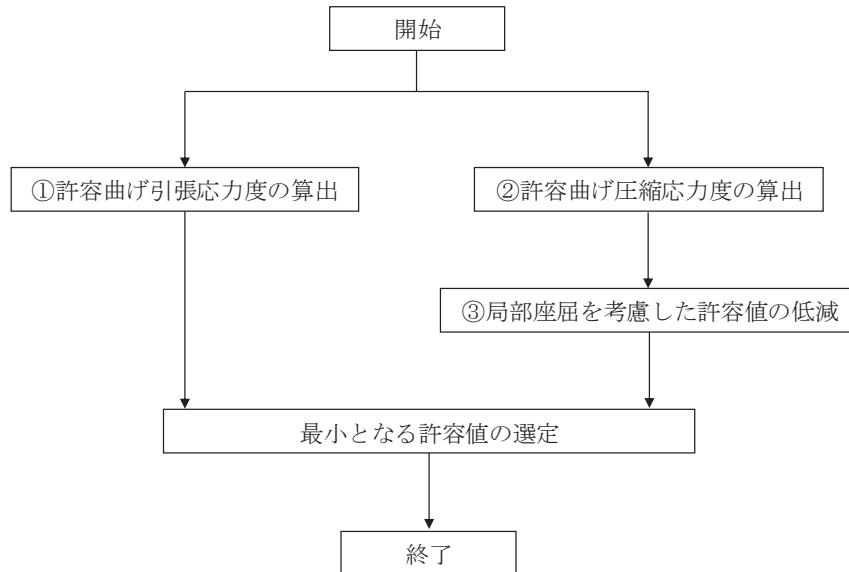 開始
①許容曲げ引張応力度の算出
②許容曲げ圧縮応力度の算出
③局部座屈を考慮した許容値の低減
最小となる許容値の選定
終了